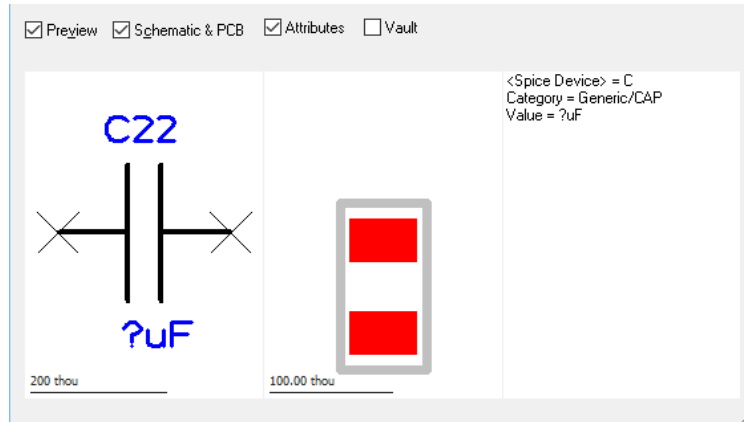 Preview Schematic & PCB Attributes Vault
C22
?uF
200 thou
100.00 thou
<Spice Device> = C
Category = Generic/CAP
Value = ?uF